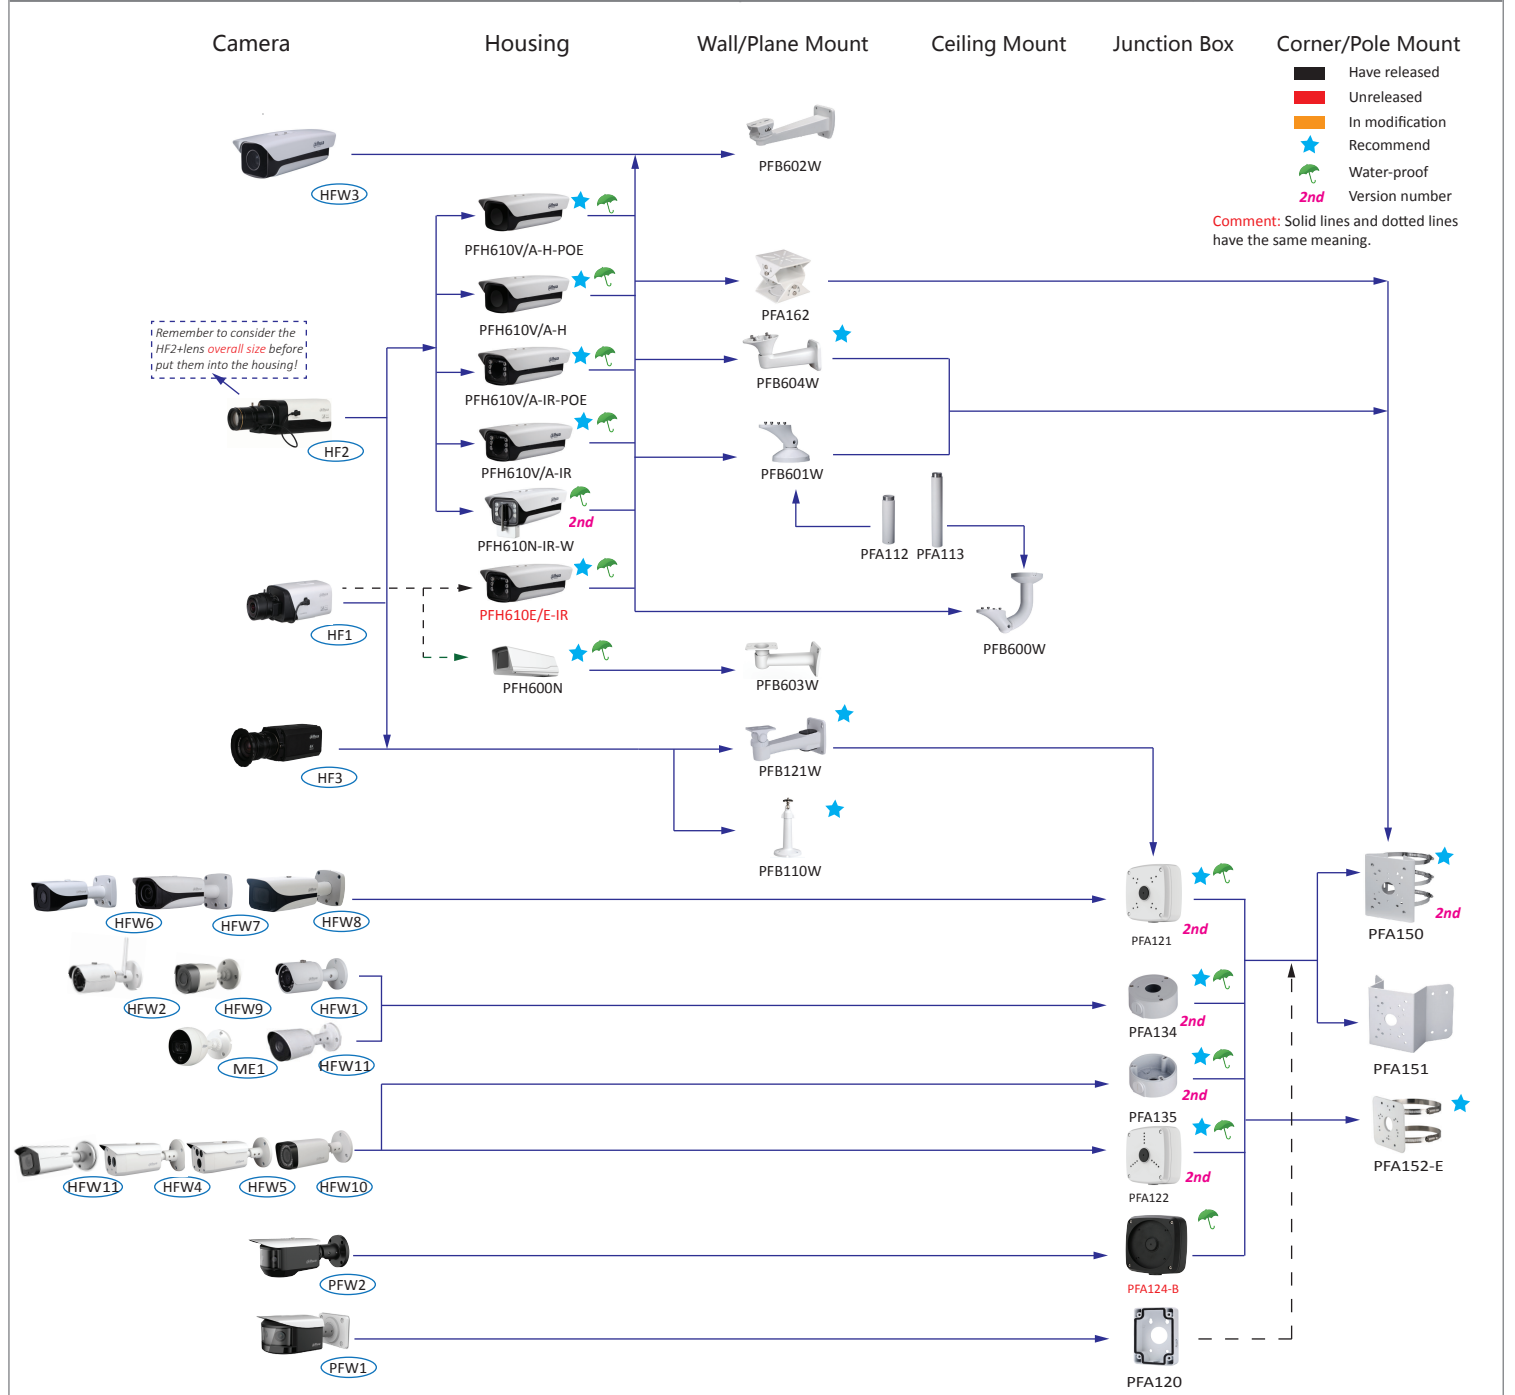 Camera
Housing
Wall/Plane Mount
Ceiling Mount
Junction Box
Corner/Pole Mount
Have released
Unreleased
In modification
Recommend
Water-proof
2nd Version number
Comment: Solid lines and dotted lines
have the same meaning.
HFW3
PFB602W
PFH610V/A-H-POE
PFH610V/A-H
PFA162
Remember to consider the
HF2+lens overall size before
put them into the housing!
PFH610V/A-IR-POE
PFB604W
HF2
PFH610V/A-IR
PFB601W
2nd
PFH610N-IR-W
PFA112
PFA113
HF1
PFH610E/E-IR
PFB600W
PFH600N
PFB603W
HF3
PFB121W
PFB110W
HFW6
HFW7
HFW8
2nd
PFA121
2nd
PFA150
HFW2
HFW9
HFW1
2nd
PFA134
ME1
HFW11
PFA151
2nd
PFA135
HFW11
HFW4
HFW5
HFW10
2nd
PFA122
PFA152-E
PFW2
PFA124-B
PFW1
PFA120